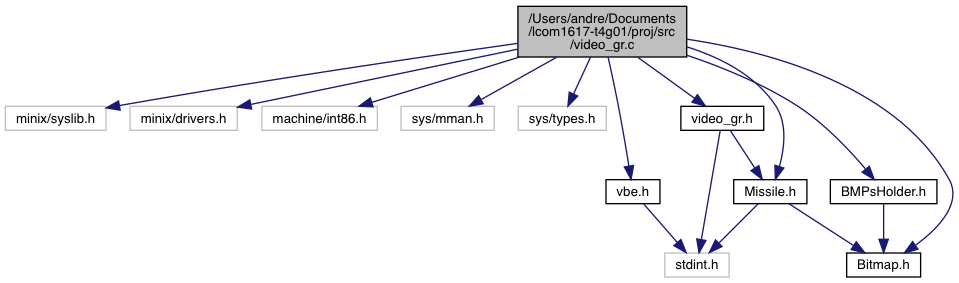 /Users/andre/Documents
/lcom1617-t4g01/proj/src
/video_gr.c
minix/syslib.h
minix/drivers.h
machine/int86.h
sys/mman.h
sys/types.h
video_gr.h
vbe.h
Missile.h
BMPsHolder.h
stdint.h
Bitmap.h